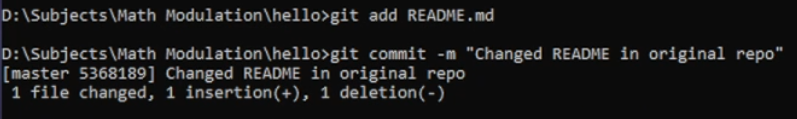 D:\Subjects\Math Modulation\hello>git add README.md
D:\Subjects\Math Modulation\hello>git commit -m "Changed README in original repo"
[master 5368189] Changed README in original repo
1 file changed, 1 insertion(+), 1 deletion(-)